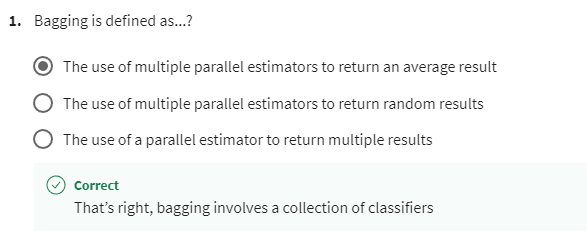 1. Bagging is defined as...?
The use of multiple parallel estimators to return an average result
The use of multiple parallel estimators to return random results
The use of a parallel estimator to return multiple results
Correct
That's right, bagging involves a collection of classifiers